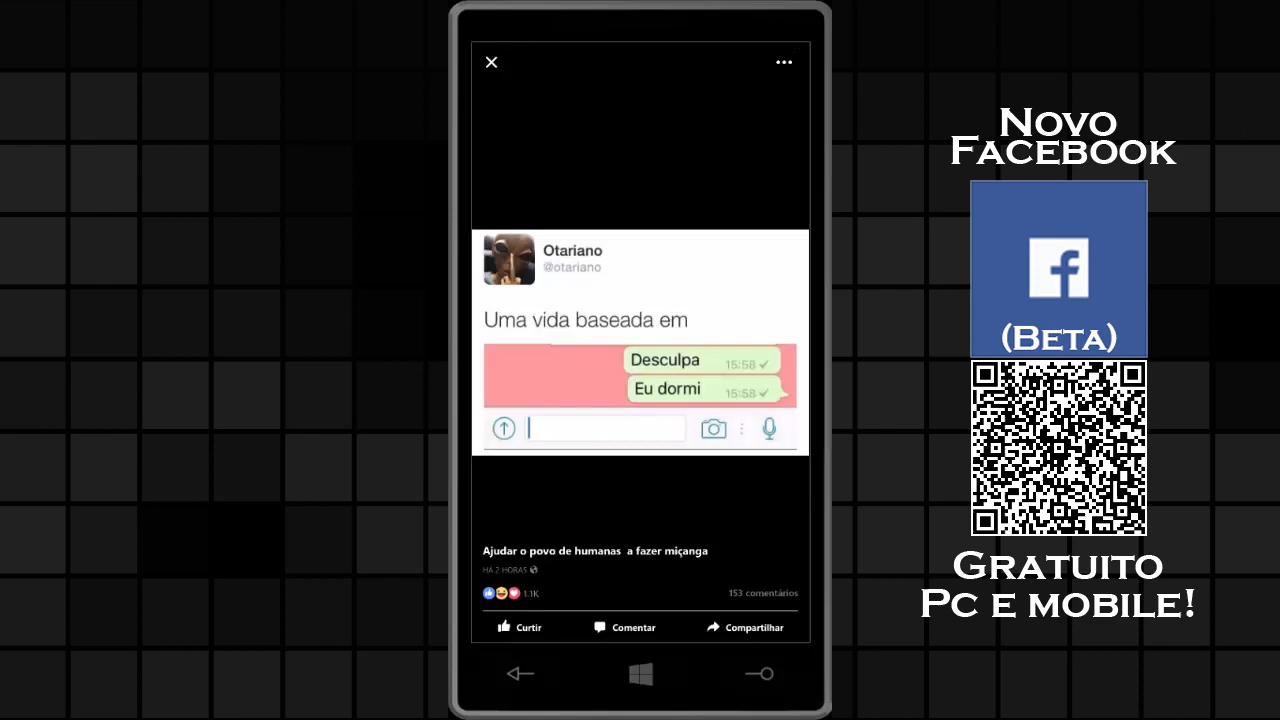 Otariano
@otariano
Uma vida baseada em
Desculpa 15:58
Eu dormi 15:58
Ajudar o povo de humanas a fazer miçanga
HÁ 2 HORAS
1.1K 153 comentários
Curtir Comentar Compartilhar
Novo
Facebook
(Beta)
Gratuito
Pc e mobile!